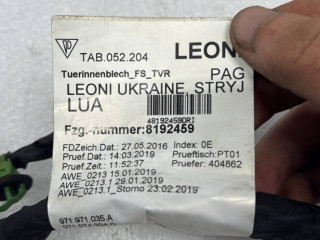 TAB.052.204 LEONI
Tuerinnenblech_FS_TVR
PAG
LEONI UKRAINE, STRYJ
LUA
48192459DRI
Fzg.-nummer:8192459
FDZeich.Dat.: 27.05.2016 Index: 0E
Pruef.Dat.: 14.03.2019 Prueftisch:PT01
Pruef.Zeit.: 11:52:37 Pruefer: 404862
AWE_0213 15.01.2019
AWE_0213.1 29.01.2019
AWE_0213.1_Storno 23.02.2019
971.971.035.A